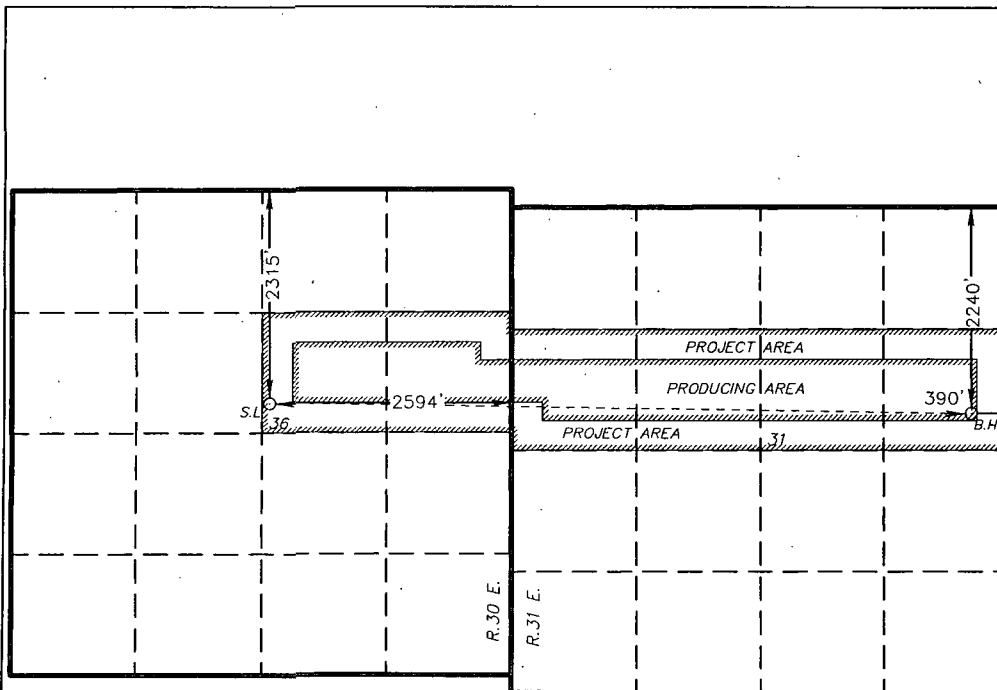 2315'
2240'
PROJECT AREA
PRODUCING AREA
S.L
2594'
390'
36
B.H
PROJECT AREA
31
R.30 E.
R.31 E.